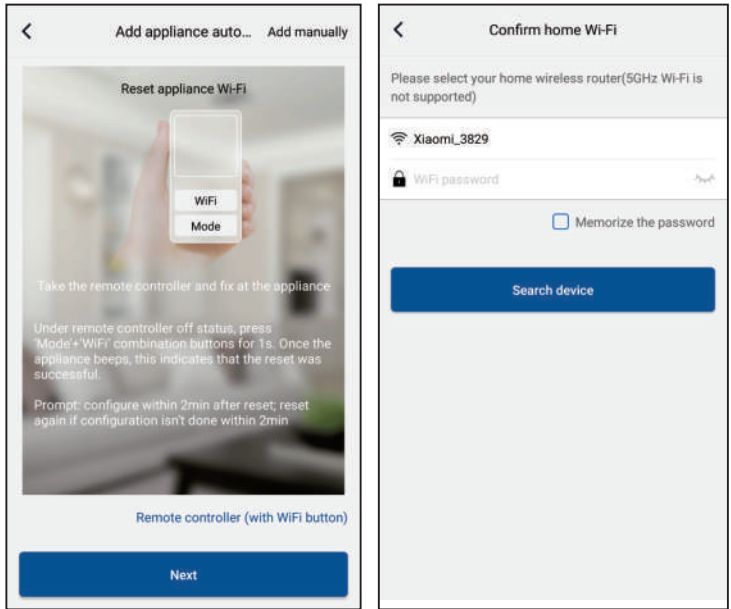 Add appliance auto... Add manually
Reset appliance Wi-Fi
WiFi
Mode
Take the remote controller and fix at the appliance
Under remote controller off status, press
'Mode'+'WiFi' combination buttons for 1s. Once the
appliance beeps, this indicates that the reset was
successful.
Prompt: configure within 2min after reset; reset
again if configuration isn't done within 2min
Remote controller (with WiFi button)
Next
Confirm home Wi-Fi
Please select your home wireless router(5GHz Wi-Fi is
not supported)
Xiaomi_3829
WiFi password
Memorize the password
Search device